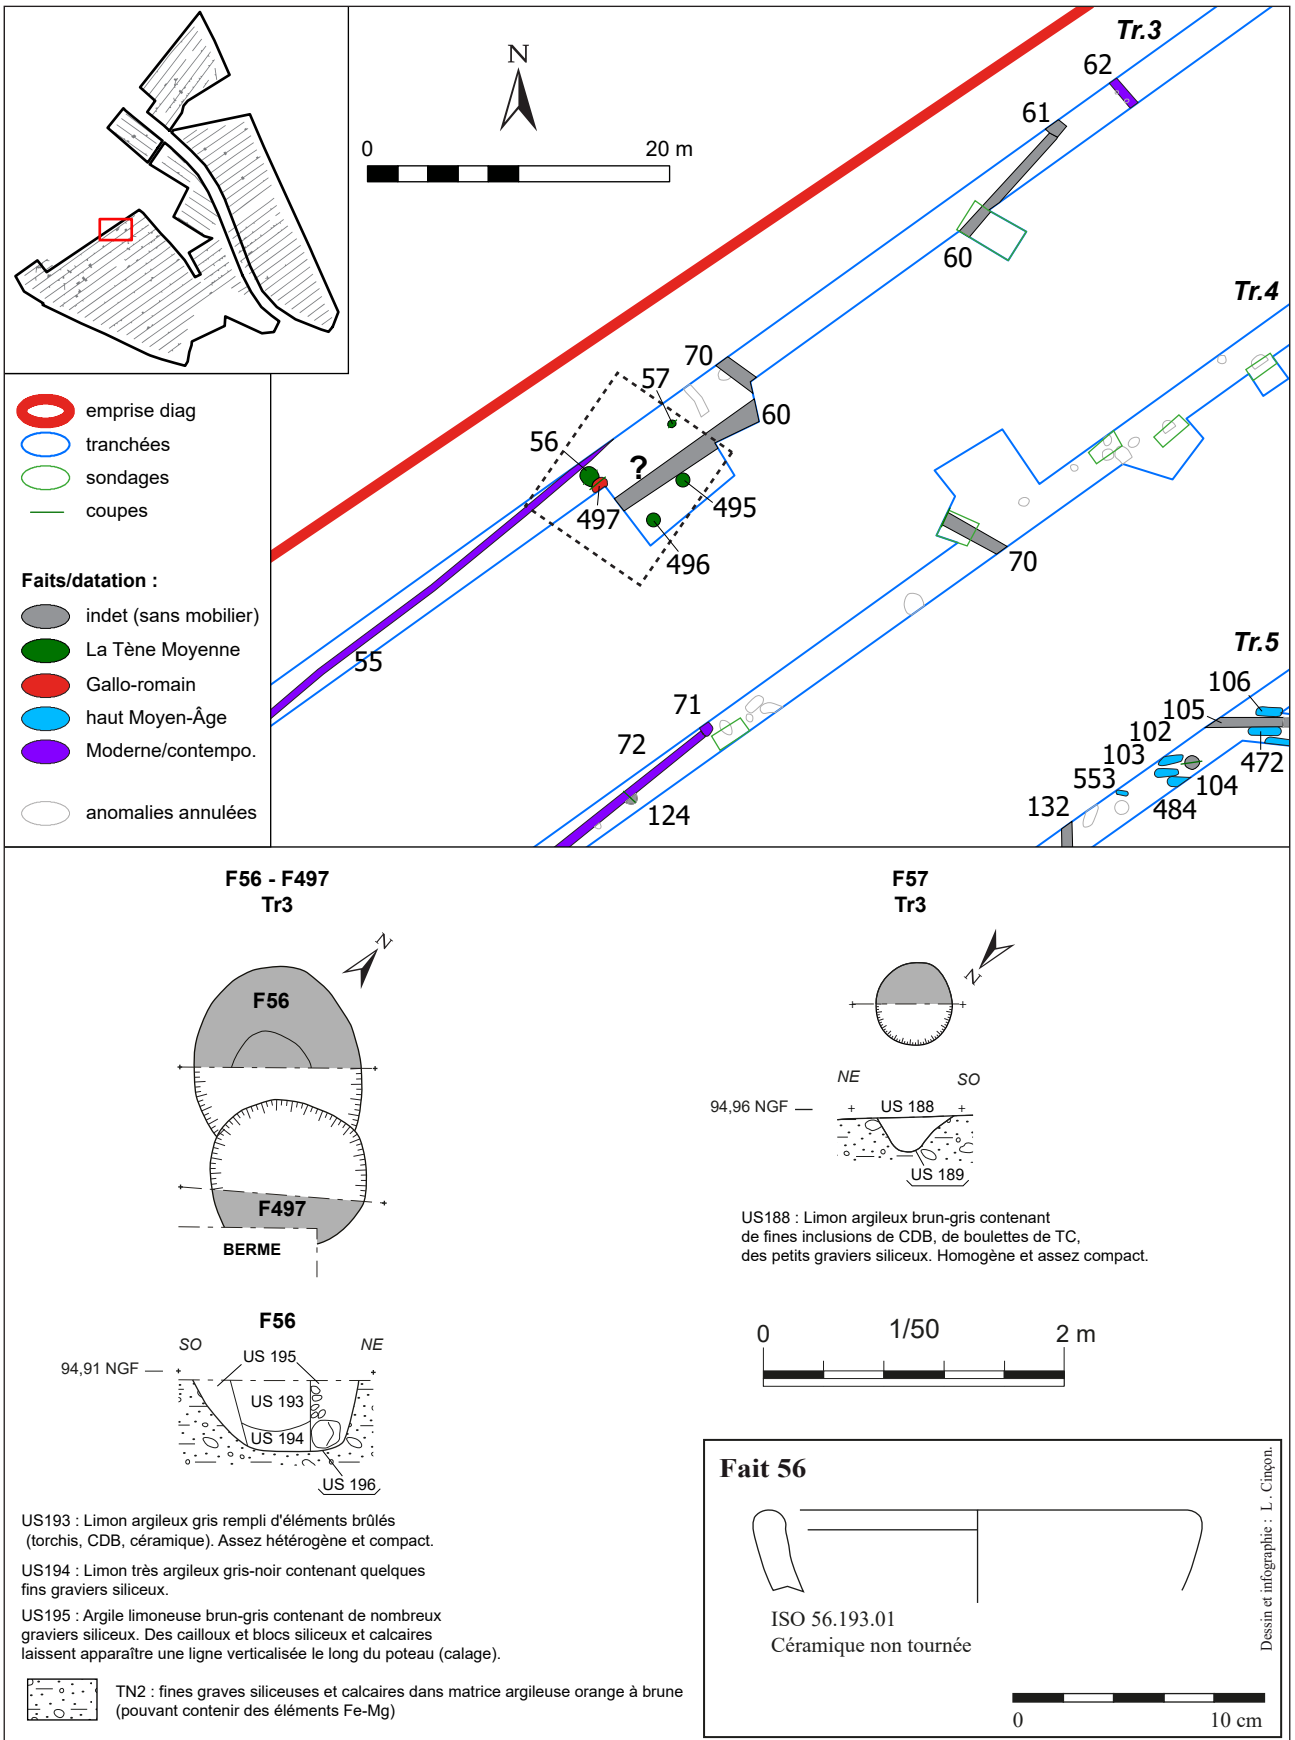 N
0 20 m
Tr.3
62
61
60
Tr.4
70
57
60
56
?
497
495
496
70
55
Tr.5
71
106
105
72
102
103
472
553
104
132
484
124
emprise diag
tranchées
sondages
coupes
Faits/datation :
indet (sans mobilier)
La Tène Moyenne
Gallo-romain
haut Moyen-Âge
Moderne/contempo.
anomalies annulées
F56 - F497
Tr3
N
F56
F497
BERME
F56
SO NE
94,91 NGF
US 195
US 193
US 194
US 196
US193 : Limon argileux gris rempli d'éléments brûlés
(torchis, CDB, céramique). Assez hétérogène et compact.
US194 : Limon très argileux gris-noir contenant quelques
fins graviers siliceux.
US195 : Argile limoneuse brun-gris contenant de nombreux
graviers siliceux. Des cailloux et blocs siliceux et calcaires
laissent apparaître une ligne verticalisée le long du poteau (calage).
TN2 : fines graves siliceuses et calcaires dans matrice argileuse orange à brune
(pouvant contenir des éléments Fe-Mg)
F57
Tr3
N
NE SO
94,96 NGF
US 188
US 189
US188 : Limon argileux brun-gris contenant
de fines inclusions de CDB, de boulettes de TC,
des petits graviers siliceux. Homogène et assez compact.
0 1/50 2 m
Fait 56
ISO 56.193.01
Céramique non tournée
0 10 cm
Dessin et infographie : L . Cinçon.